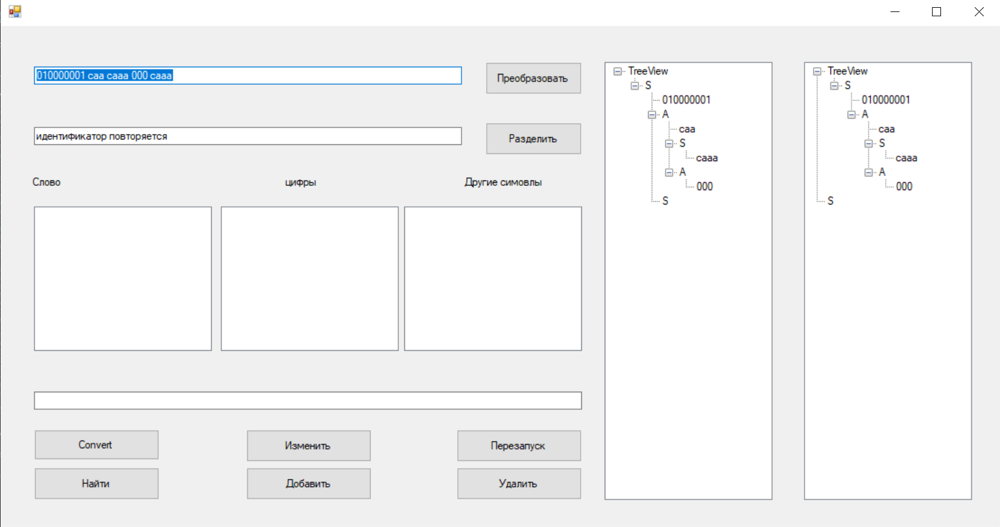 010000001 caa caaa 000 caaa
Преобразовать
идентификатор повторяется
Разделить
Слово
цифры
Другие симовлы
Convert
Изменить
Перезапуск
Найти
Добавить
Удалить
TreeView
S
010000001
A
caa
S
caaa
A
000
S
TreeView
S
010000001
A
caa
S
caaa
A
000
S